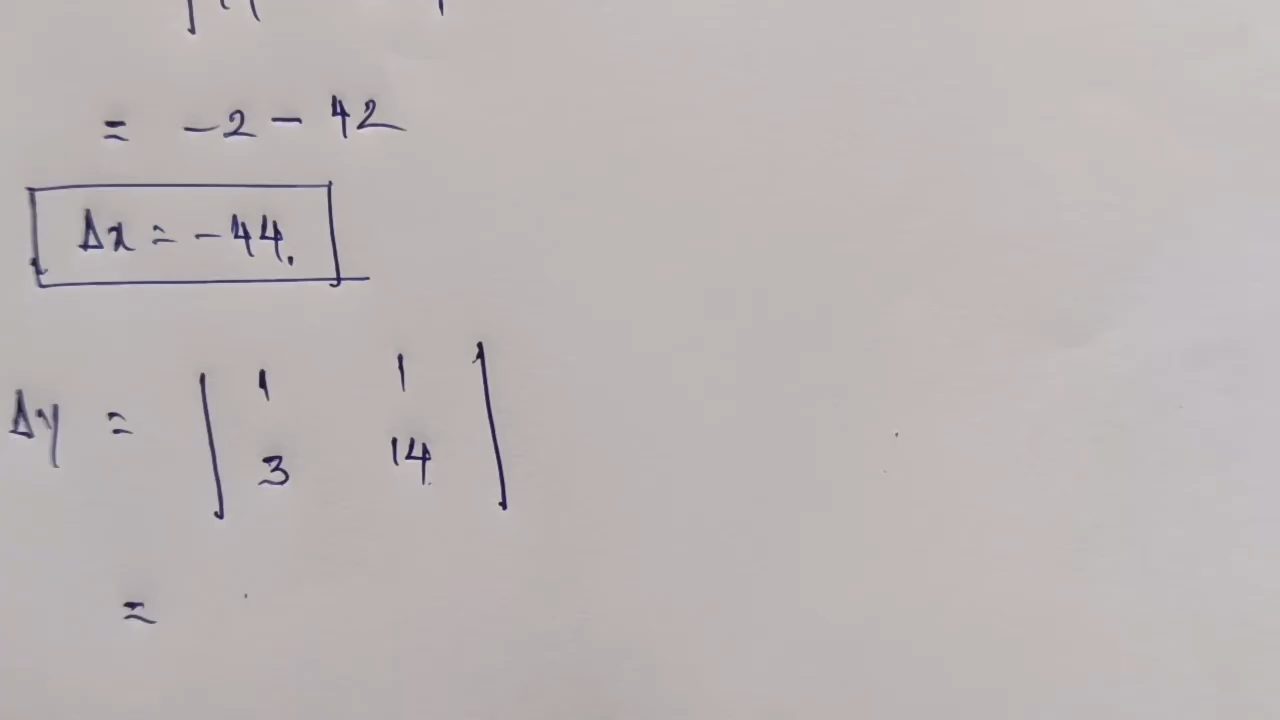 = -2 - 42
Δx = -44.
Δy = | 1 1 |
| 3 14 |
=